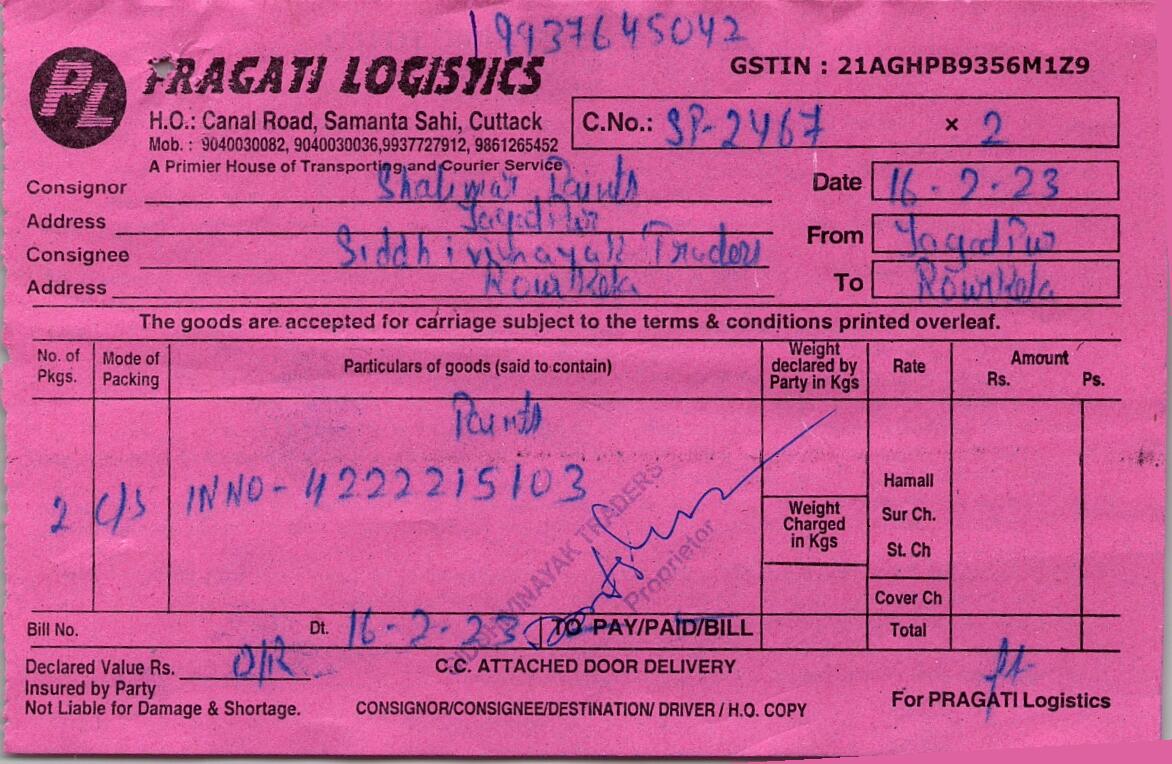 9937645042
PL
PRAGATI LOGISTICS
GSTIN : 21AGHPB9356M1Z9
H.O.: Canal Road, Samanta Sahi, Cuttack
Mob. : 9040030082, 9040030036,9937727912, 9861265452
A Primier House of Transporting and Courier Service
C.No.: SP-2467 × 2
Consignor Shalimar Paints
Date 16-2-23
Address Jagatpur
From Jagatpur
Consignee Siddhivinayak Traders
Address Rourkela
To Rourkela
The goods are accepted for carriage subject to the terms & conditions printed overleaf.
No. of Pkgs. Mode of Packing Particulars of goods (said to contain) Weight declared by Party in Kgs Rate Amount Rs. Ps.
Paints
2 C/S INNO-4222215103
Weight Charged in Kgs
Hamall
Sur Ch.
St. Ch
Cover Ch
SIDDHIVINAYAK TRADERS
Proprietor
Bill No. Dt. 16-2-23 TO PAY/PAID/BILL Total
Declared Value Rs. O/R C.C. ATTACHED DOOR DELIVERY
Insured by Party
Not Liable for Damage & Shortage. CONSIGNOR/CONSIGNEE/DESTINATION/ DRIVER / H.O. COPY
For PRAGATI Logistics